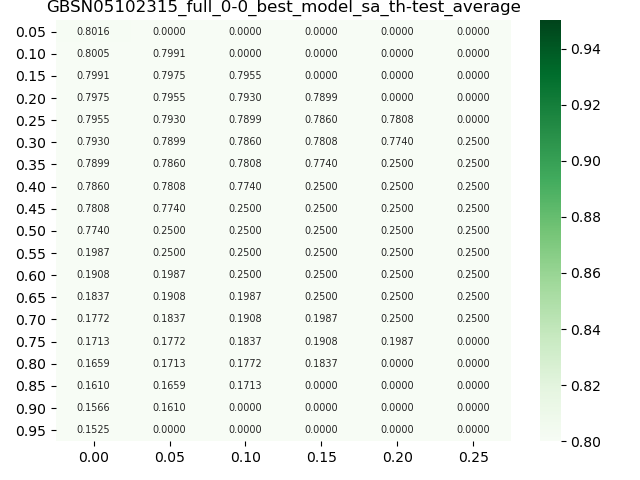 GBSN05102315_full_0-0_best_model_sa_th-test_average
0.05 0.8016 0.0000 0.0000 0.0000 0.0000 0.0000
0.10 0.8005 0.7991 0.0000 0.0000 0.0000 0.0000
0.15 0.7991 0.7975 0.7955 0.0000 0.0000 0.0000
0.20 0.7975 0.7955 0.7930 0.7899 0.0000 0.0000
0.25 0.7955 0.7930 0.7899 0.7860 0.7808 0.0000
0.30 0.7930 0.7899 0.7860 0.7808 0.7740 0.2500
0.35 0.7899 0.7860 0.7808 0.7740 0.2500 0.2500
0.40 0.7860 0.7808 0.7740 0.2500 0.2500 0.2500
0.45 0.7808 0.7740 0.2500 0.2500 0.2500 0.2500
0.50 0.7740 0.2500 0.2500 0.2500 0.2500 0.2500
0.55 0.1987 0.2500 0.2500 0.2500 0.2500 0.2500
0.60 0.1908 0.1987 0.2500 0.2500 0.2500 0.2500
0.65 0.1837 0.1908 0.1987 0.2500 0.2500 0.2500
0.70 0.1772 0.1837 0.1908 0.1987 0.2500 0.2500
0.75 0.1713 0.1772 0.1837 0.1908 0.1987 0.0000
0.80 0.1659 0.1713 0.1772 0.1837 0.0000 0.0000
0.85 0.1610 0.1659 0.1713 0.0000 0.0000 0.0000
0.90 0.1566 0.1610 0.0000 0.0000 0.0000 0.0000
0.95 0.1525 0.0000 0.0000 0.0000 0.0000 0.0000
0.00 0.05 0.10 0.15 0.20 0.25
0.94
0.92
0.90
0.88
0.86
0.84
0.82
0.80